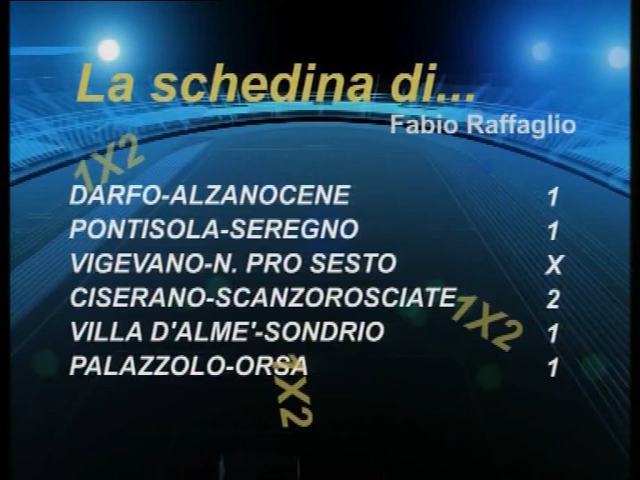 La schedina di...
Fabio Raffaglio
1X2
DARFO-ALZANOCENE 1
PONTISOLA-SEREGNO 1
VIGEVANO-N. PRO SESTO X
CISERANO-SCANZOROSCIATE 2
1X2
VILLA D'ALME'-SONDRIO 1
PALAZZOLO-ORSA 1
1X2